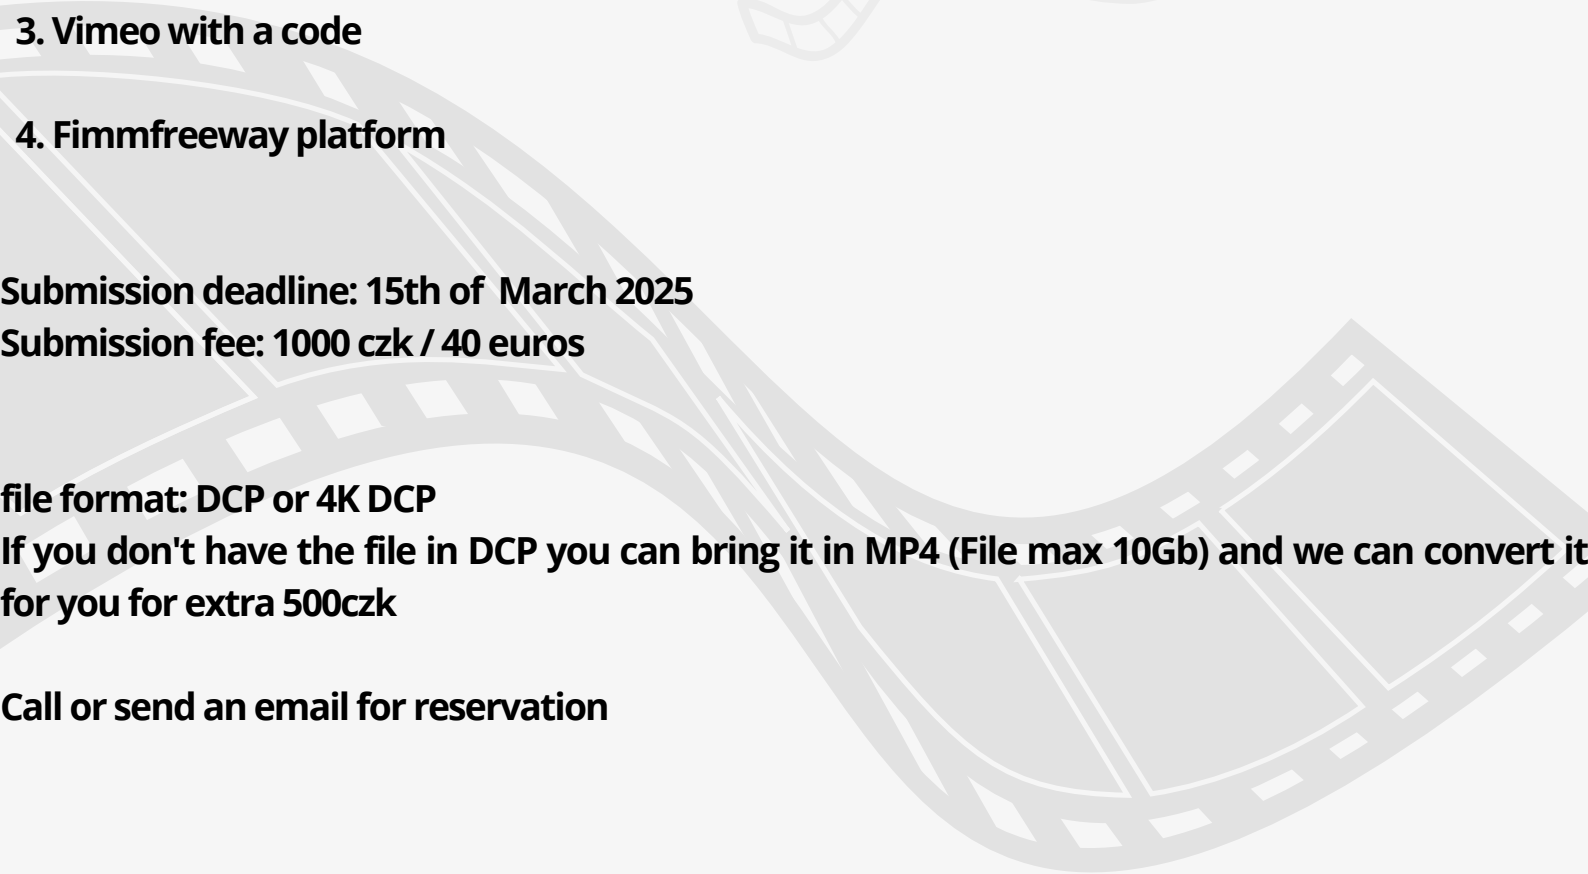 3. Vimeo with a code
4. Fimmfreeway platform
Submission deadline: 15th of  March 2025
Submission fee: 1000 czk / 40 euros
file format: DCP or 4K DCP
If you don't have the file in DCP you can bring it in MP4 (File max 10Gb) and we can convert it
for you for extra 500czk
Call or send an email for reservation